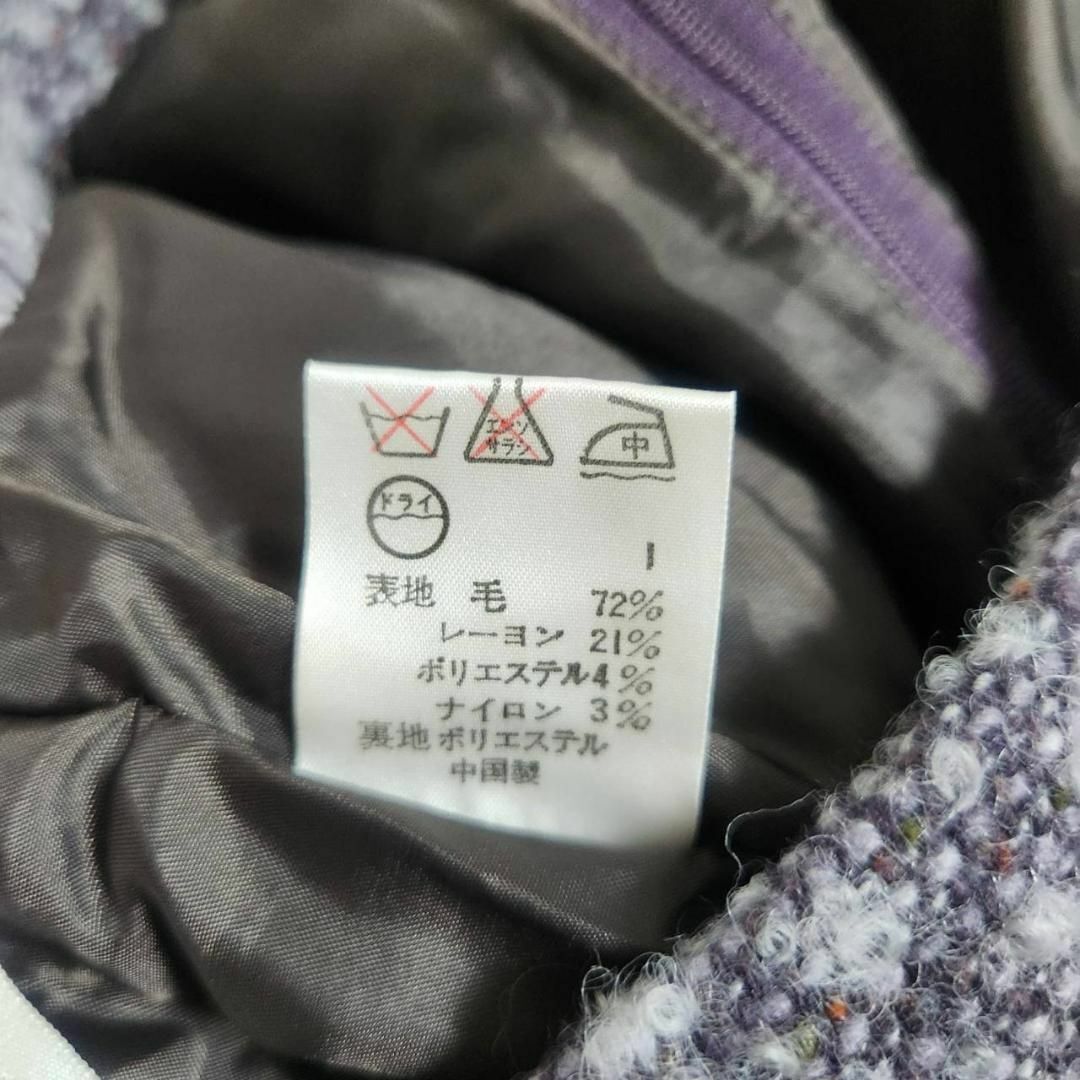 エンソ
サラシ
中
ドライ
1
表地 毛 72%
レーヨン 21%
ポリエステル 4%
ナイロン 3%
裏地 ポリエステル
中国製